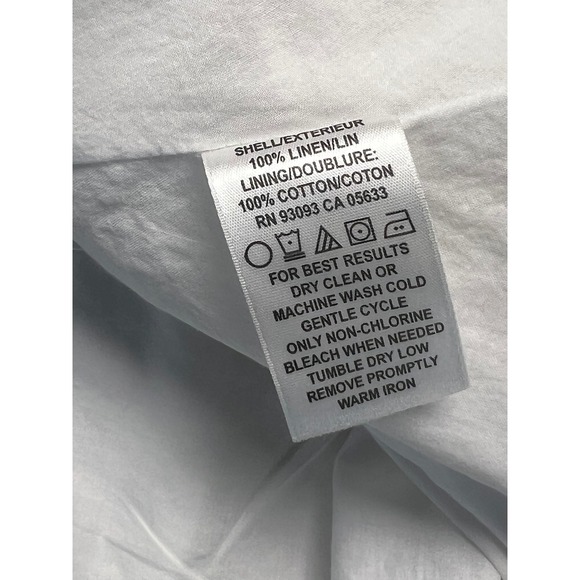 SHELL/EXTERIEUR
100% LINEN/LIN
LINING/DOUBLURE:
100% COTTON/COTON
RN 93093 CA 05633
FOR BEST RESULTS
DRY CLEAN OR
MACHINE WASH COLD
GENTLE CYCLE
ONLY NON-CHLORINE
BLEACH WHEN NEEDED
TUMBLE DRY LOW
REMOVE PROMPTLY
WARM IRON